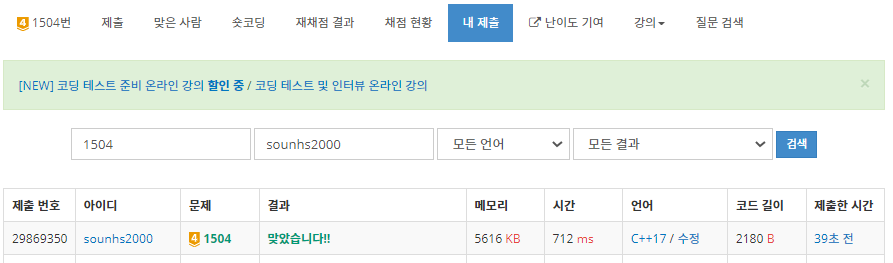 4 1504번 제출 맞은 사람 숏코딩 재채점 결과 채점 현황 내 제출 난이도 기여 강의 질문 검색
[NEW] 코딩 테스트 준비 온라인 강의 할인 중 / 코딩 테스트 및 인터뷰 온라인 강의 ×
1504 sounhs2000 모든 언어 모든 결과 검색
제출 번호 아이디 문제 결과 메모리 시간 언어 코드 길이 제출한 시간
29869350 sounhs2000 4 1504 맞았습니다!! 5616 KB 712 ms C++17 / 수정 2180 B 39초 전